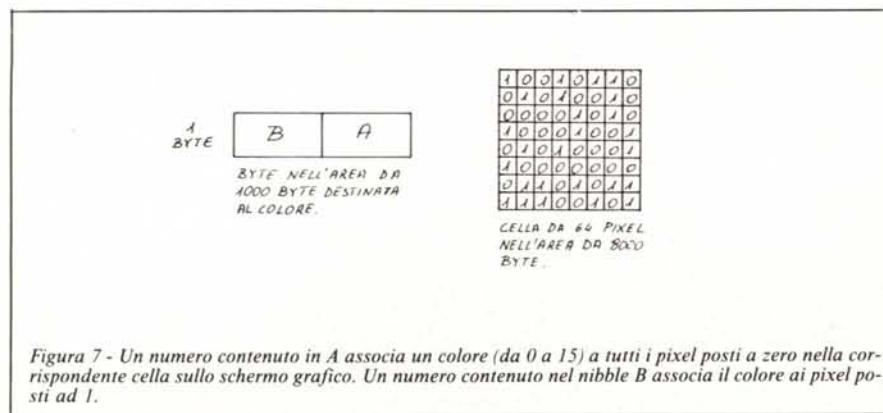 1
BYTE
B A
BYTE NELL'AREA DA
1000 BYTE DESTINATA
AL COLORE.
1 0 0 1 0 1 1 0
0 1 0 1 0 0 1 0
0 0 0 0 1 0 1 0
1 0 0 0 1 0 0 1
0 1 0 1 0 0 0 1
1 0 0 0 0 0 0 0
0 1 1 0 1 0 1 1
1 1 1 0 0 1 0 1
CELLA DA 64 PIXEL
NELL'AREA DA 8000
BYTE.
Figura 7 - Un numero contenuto in A associa un colore (da 0 a 15) a tutti i pixel posti a zero nella cor-
rispondente cella sullo schermo grafico. Un numero contenuto nel nibble B associa il colore ai pixel po-
sti ad 1.